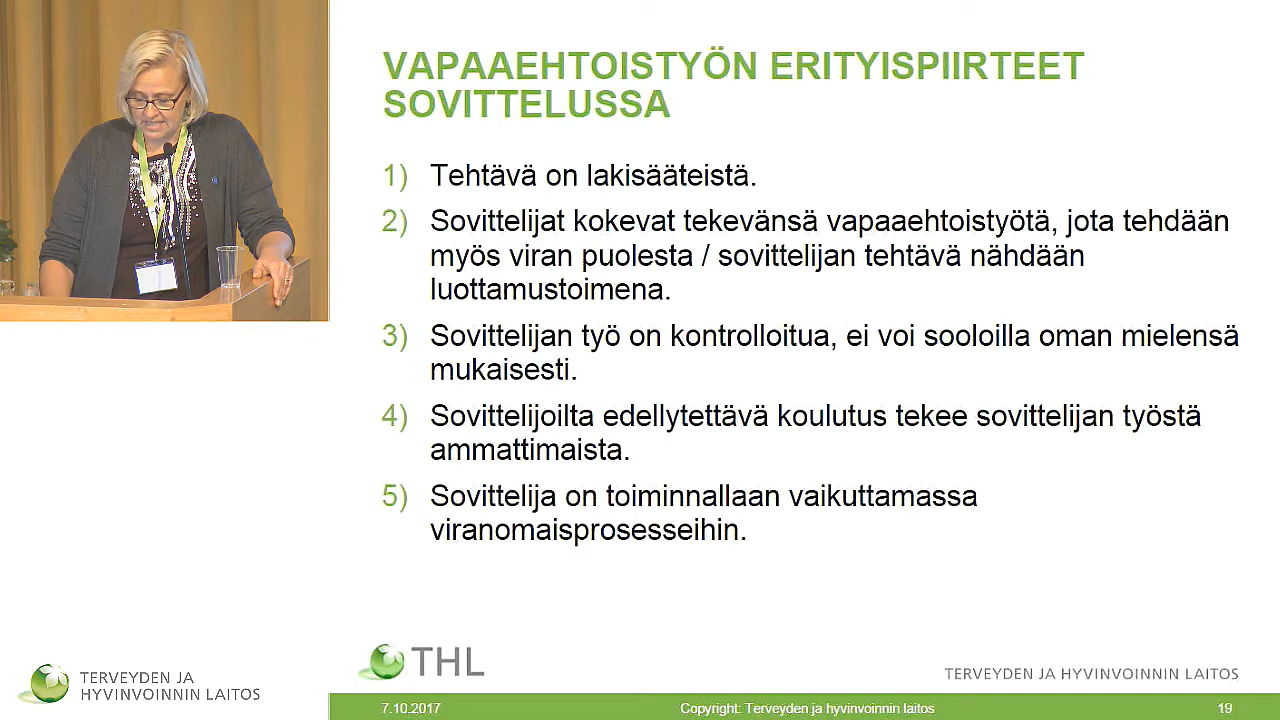 VAPAAEHTOISTYÖN ERITYISPIIRTEET
SOVITTELUSSA
1) Tehtävä on lakisääteistä.
2) Sovittelijat kokevat tekevänsä vapaaehtoistyötä, jota tehdään
myös viran puolesta / sovittelijan tehtävä nähdään
luottamustoimena.
3) Sovittelijan työ on kontrolloitua, ei voi sooloilla oman mielensä
mukaisesti.
4) Sovittelijoilta edellytettävä koulutus tekee sovittelijan työstä
ammattimaista.
5) Sovittelija on toiminnallaan vaikuttamassa
viranomaisprosesseihin.
TERVEYDEN JA
HYVINVOINNIN LAITOS
THL
TERVEYDEN JA HYVINVOINNIN LAITOS
7.10.2017
Copyright: Terveyden ja hyvinvoinnin laitos
19